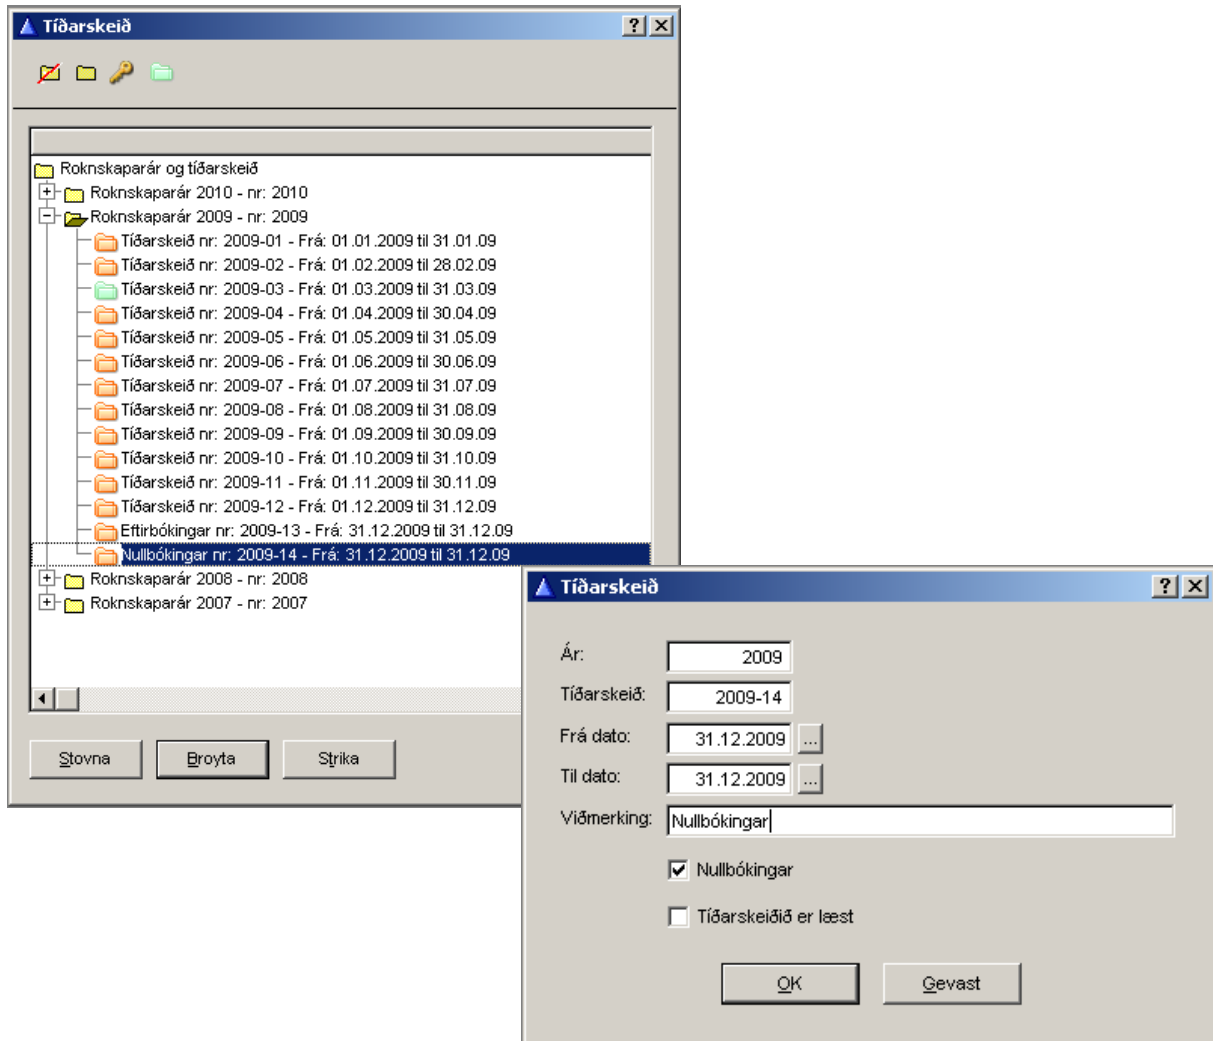 Tíðarskeið
Roknskaparár og tíðarskeið
Roknskaparár 2010 - nr: 2010
Roknskaparár 2009 - nr: 2009
Tíðarskeið nr: 2009-01 - Frá: 01.01.2009 til 31.01.09
Tíðarskeið nr: 2009-02 - Frá: 01.02.2009 til 28.02.09
Tíðarskeið nr: 2009-03 - Frá: 01.03.2009 til 31.03.09
Tíðarskeið nr: 2009-04 - Frá: 01.04.2009 til 30.04.09
Tíðarskeið nr: 2009-05 - Frá: 01.05.2009 til 31.05.09
Tíðarskeið nr: 2009-06 - Frá: 01.06.2009 til 30.06.09
Tíðarskeið nr: 2009-07 - Frá: 01.07.2009 til 31.07.09
Tíðarskeið nr: 2009-08 - Frá: 01.08.2009 til 31.08.09
Tíðarskeið nr: 2009-09 - Frá: 01.09.2009 til 30.09.09
Tíðarskeið nr: 2009-10 - Frá: 01.10.2009 til 31.10.09
Tíðarskeið nr: 2009-11 - Frá: 01.11.2009 til 30.11.09
Tíðarskeið nr: 2009-12 - Frá: 01.12.2009 til 31.12.09
Eftirbókingar nr: 2009-13 - Frá: 31.12.2009 til 31.12.09
Nullbókingar nr: 2009-14 - Frá: 31.12.2009 til 31.12.09
Roknskaparár 2008 - nr: 2008
Roknskaparár 2007 - nr: 2007
Stovna Broyta Strika
Tíðarskeið
Ár: 2009
Tíðarskeið: 2009-14
Frá dato: 31.12.2009 ...
Til dato: 31.12.2009 ...
Viðmerking: Nullbókingar
Nullbókingar
Tíðarskeiðið er læst
OK Gevast